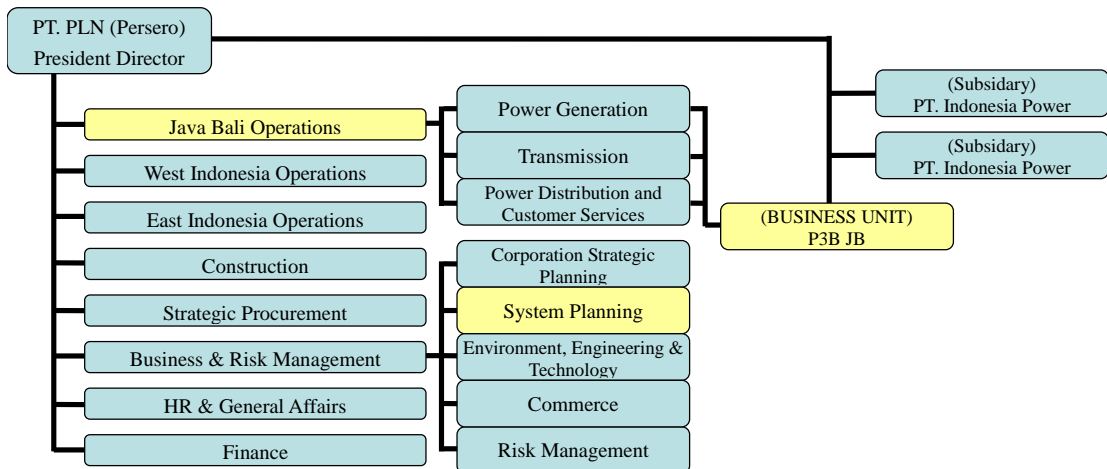 PT. PLN (Persero)
President Director
Java Bali Operations
West Indonesia Operations
East Indonesia Operations
Construction
Strategic Procurement
Business & Risk Management
HR & General Affairs
Finance
Power Generation
Transmission
Power Distribution and
Customer Services
Corporation Strategic
Planning
System Planning
Environment, Engineering &
Technology
Commerce
Risk Management
(BUSINESS UNIT)
P3B JB
(Subsidary)
PT. Indonesia Power
(Subsidary)
PT. Indonesia Power